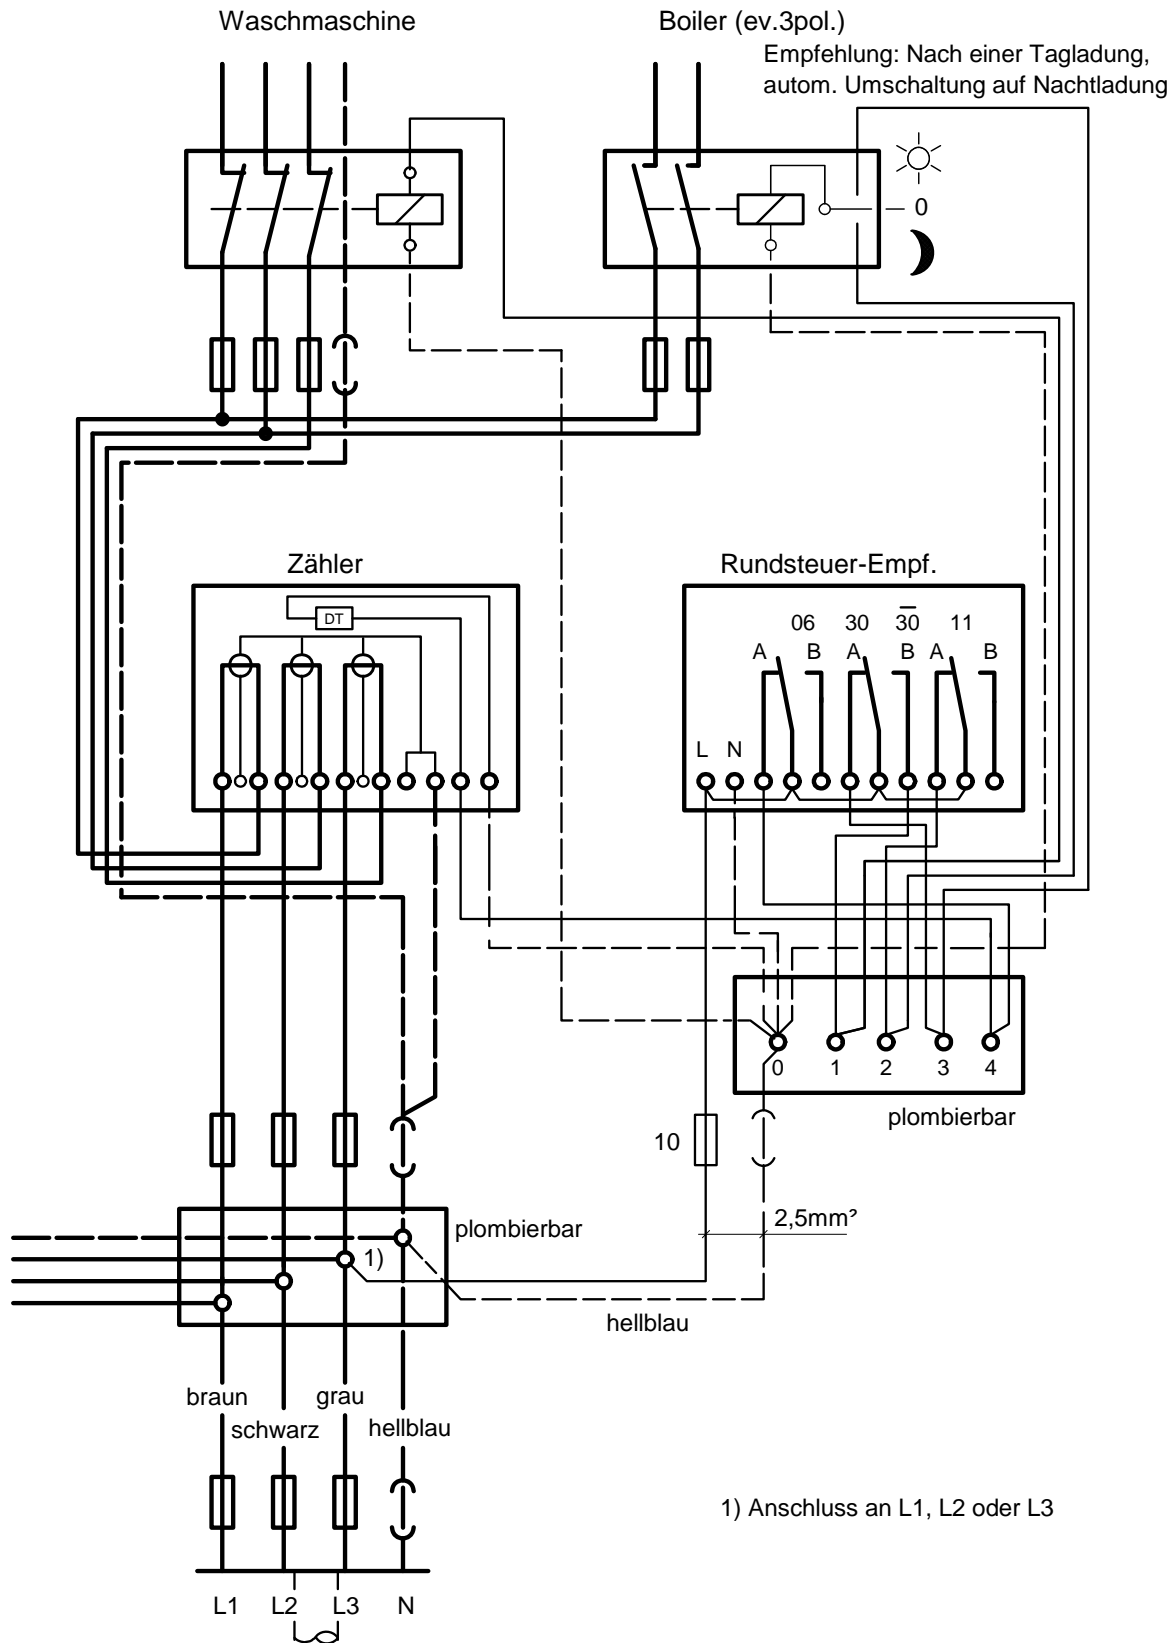 Waschmaschine
Boiler (ev.3pol.)
Empfehlung: Nach einer Tagladung,
autom. Umschaltung auf Nachtladung
0
Zähler
Rundsteuer-Empf.
DT
06 30 3̅0̅ 11
A B A B A B
L N
0 1 2 3 4
plombierbar
10
2,5mm²
plombierbar
1)
hellblau
braun
grau
schwarz
hellblau
1) Anschluss an L1, L2 oder L3
L1 L2 L3 N